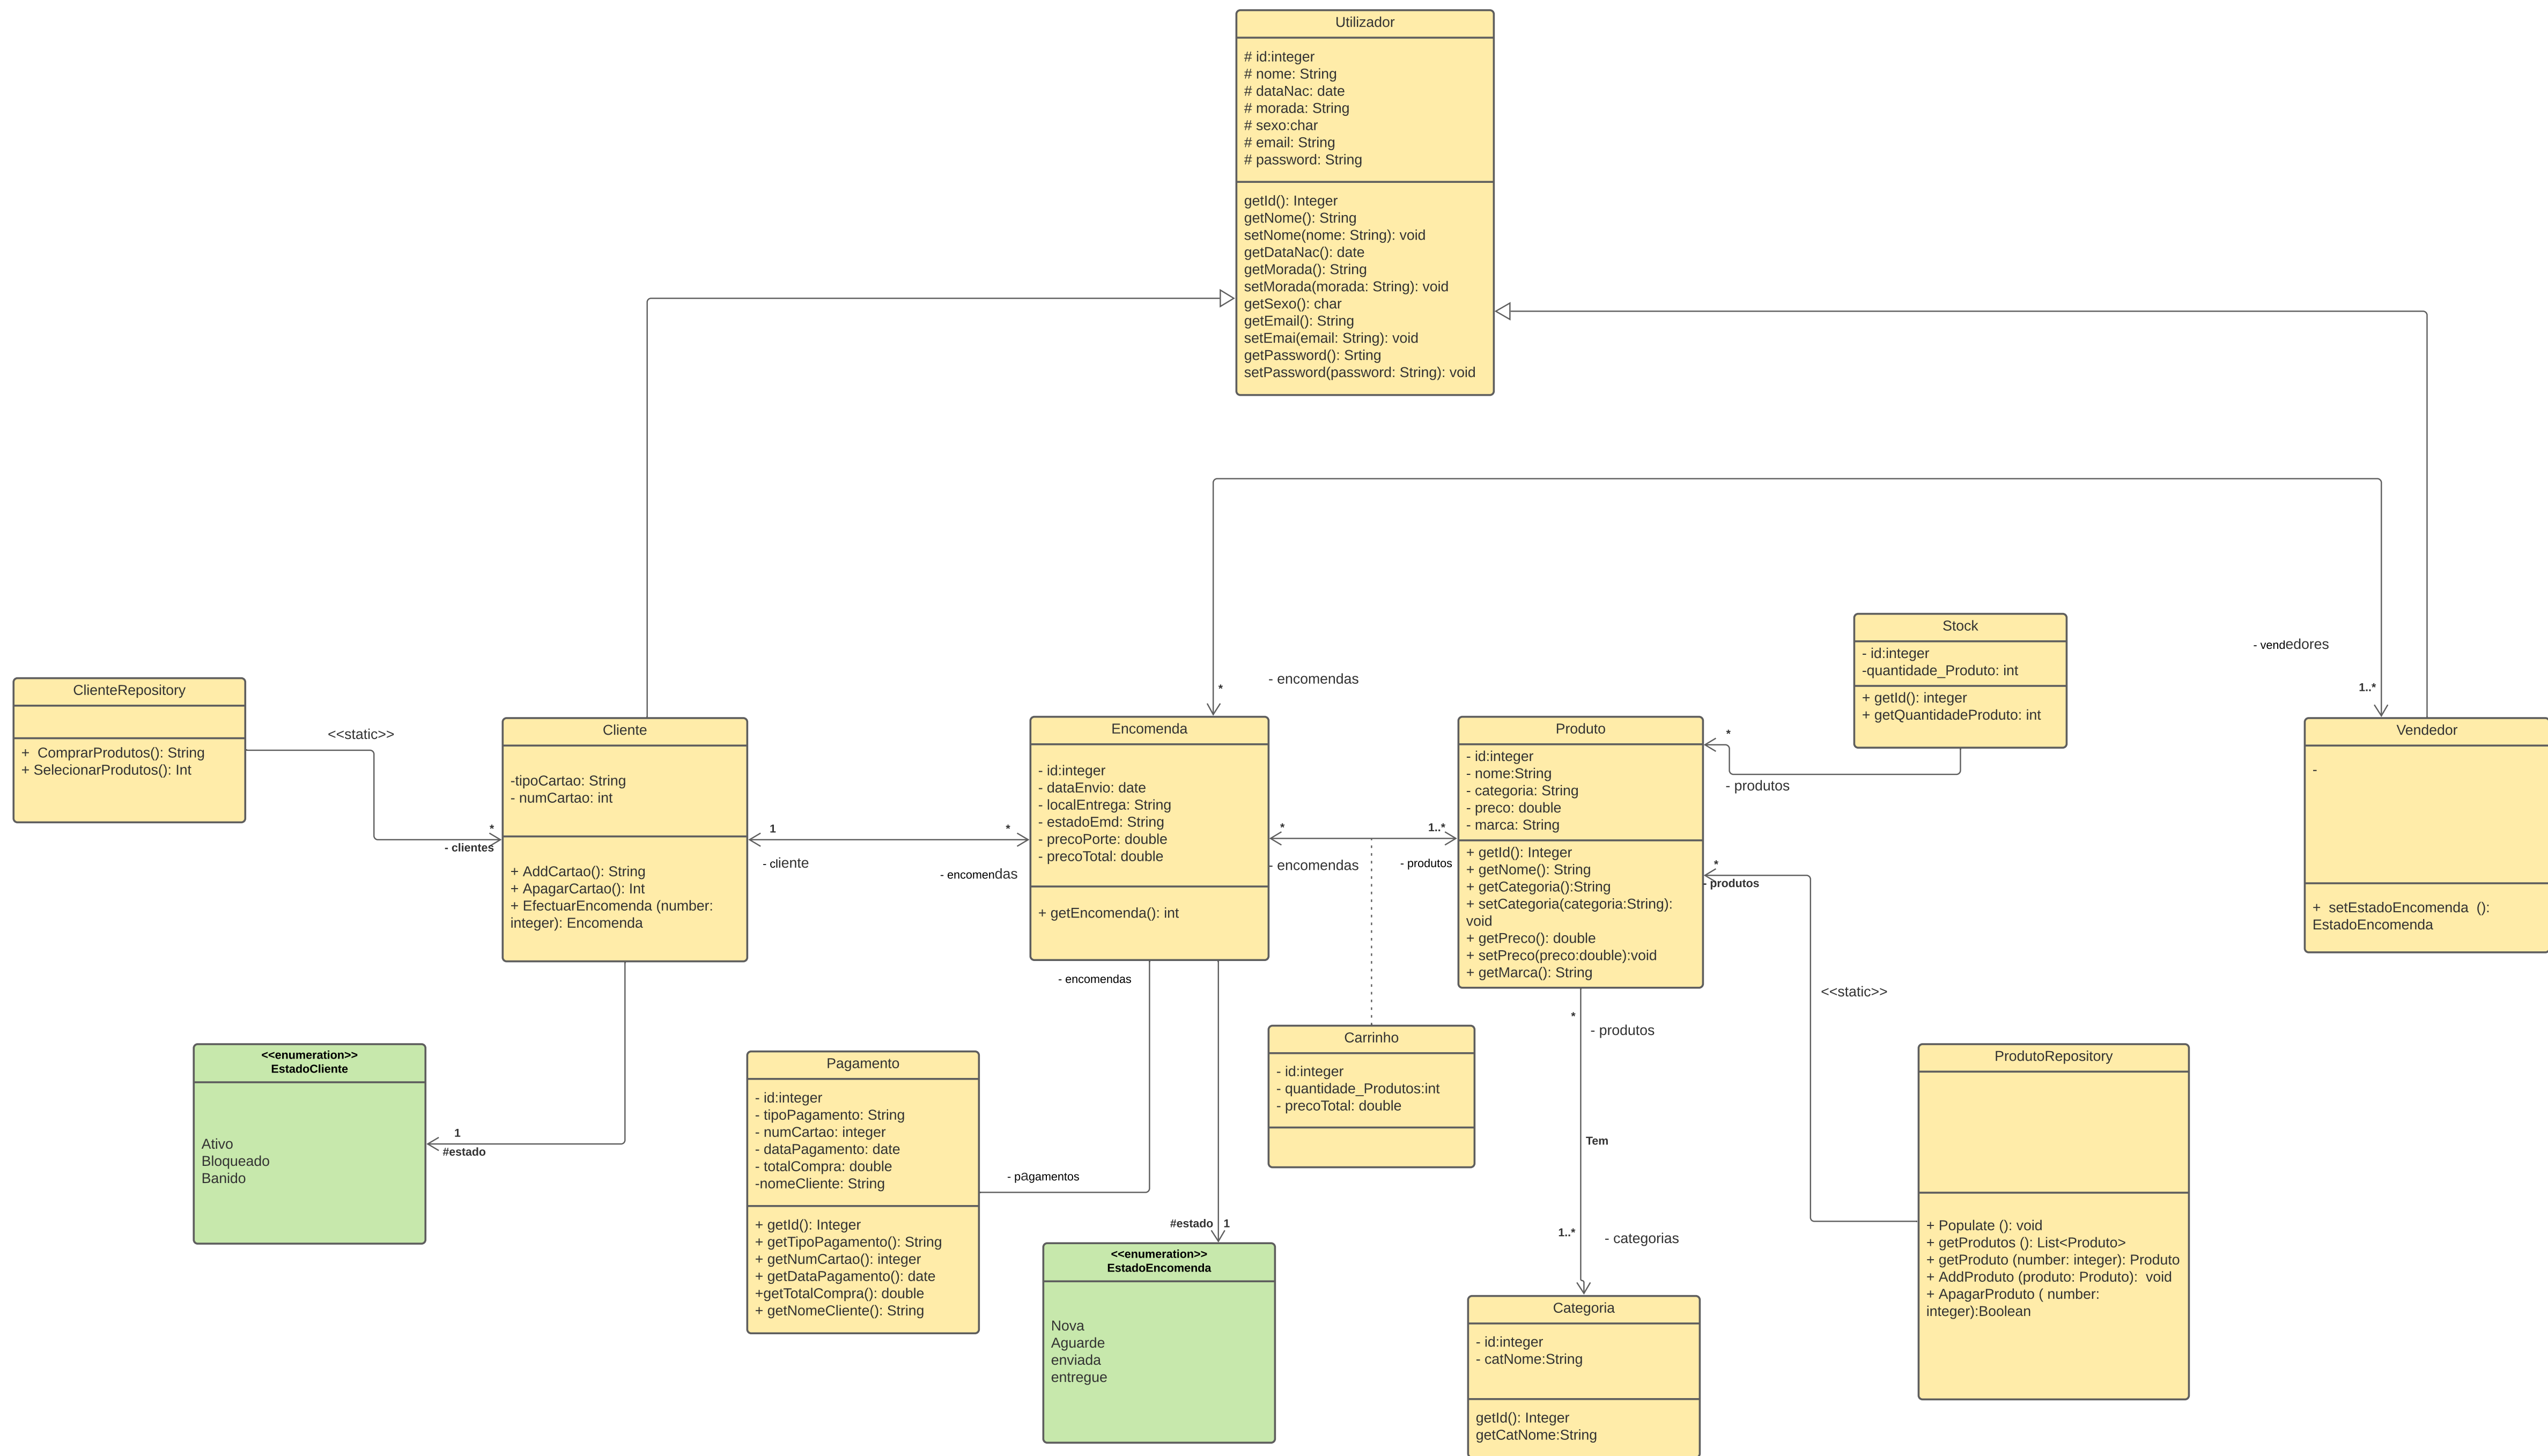 Utilizador
# id:integer
# nome: String
# dataNac: date
# morada: String
# sexo:char
# email: String
# password: String
getId(): Integer
getNome(): String
setNome(nome: String): void
getDataNac(): date
getMorada(): String
setMorada(morada: String): void
getSexo(): char
getEmail(): String
setEmai(email: String): void
getPassword(): Srting
setPassword(password: String): void
ClienteRepository
+  ComprarProdutos(): String
+ SelecionarProdutos(): Int
<<static>>
*
- clientes
Cliente
-tipoCartao: String
- numCartao: int
+ AddCartao(): String
+ ApagarCartao(): Int
+ EfectuarEncomenda (number:
integer): Encomenda
1
- cliente
*
- encomendas
*
- encomendas
Encomenda
- id:integer
- dataEnvio: date
- localEntrega: String
- estadoEmd: String
- precoPorte: double
- precoTotal: double
+ getEncomenda(): int
*
- encomendas
1..*
- produtos
Produto
- id:integer
- nome:String
- categoria: String
- preco: double
- marca: String
+ getId(): Integer
+ getNome(): String
+ getCategoria():String
+ setCategoria(categoria:String):
void
+ getPreco(): double
+ setPreco(preco:double):void
+ getMarca(): String
Stock
- id:integer
-quantidade_Produto: int
+ getId(): integer
+ getQuantidadeProduto: int
*
- produtos
*
- produtos
<<static>>
- vendedores
1..*
Vendedor
-
+  setEstadoEncomenda  ():
EstadoEncomenda
<<enumeration>>
EstadoCliente
Ativo
Bloqueado
Banido
1
#estado
Pagamento
- id:integer
- tipoPagamento: String
- numCartao: integer
- dataPagamento: date
- totalCompra: double
-nomeCliente: String
+ getId(): Integer
+ getTipoPagamento(): String
+ getNumCartao(): integer
+ getDataPagamento(): date
+getTotalCompra(): double
+ getNomeCliente(): String
- encomendas
- pagamentos
#estado
1
<<enumeration>>
EstadoEncomenda
Nova
Aguarde
enviada
entregue
Carrinho
- id:integer
- quantidade_Produtos:int
- precoTotal: double
*
- produtos
Tem
1..*
- categorias
Categoria
- id:integer
- catNome:String
getId(): Integer
getCatNome:String
ProdutoRepository
+ Populate (): void
+ getProdutos (): List<Produto>
+ getProduto (number: integer): Produto
+ AddProduto (produto: Produto):  void
+ ApagarProduto ( number:
integer):Boolean